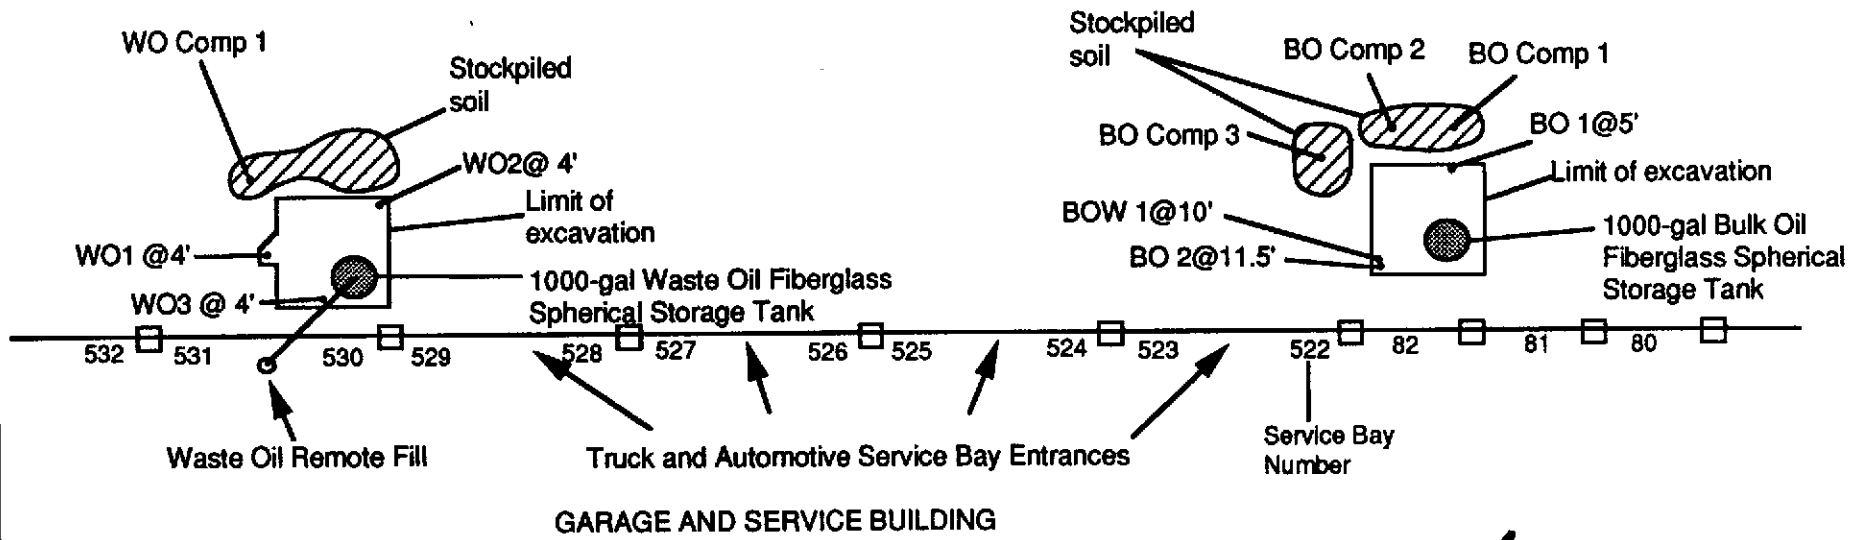 WO Comp 1
Stockpiled
soil
WO2@ 4'
Limit of
excavation
WO1 @4'
WO3 @ 4'
1000-gal Waste Oil Fiberglass
Spherical Storage Tank
Stockpiled
soil
BO Comp 2
BO Comp 1
BO Comp 3
BO 1@5'
Limit of excavation
BOW 1@10'
BO 2@11.5'
1000-gal Bulk Oil
Fiberglass Spherical
Storage Tank
532 531 530 529 528 527 526 525 524 523 522 82 81 80
Waste Oil Remote Fill
Truck and Automotive Service Bay Entrances
Service Bay
Number
GARAGE AND SERVICE BUILDING